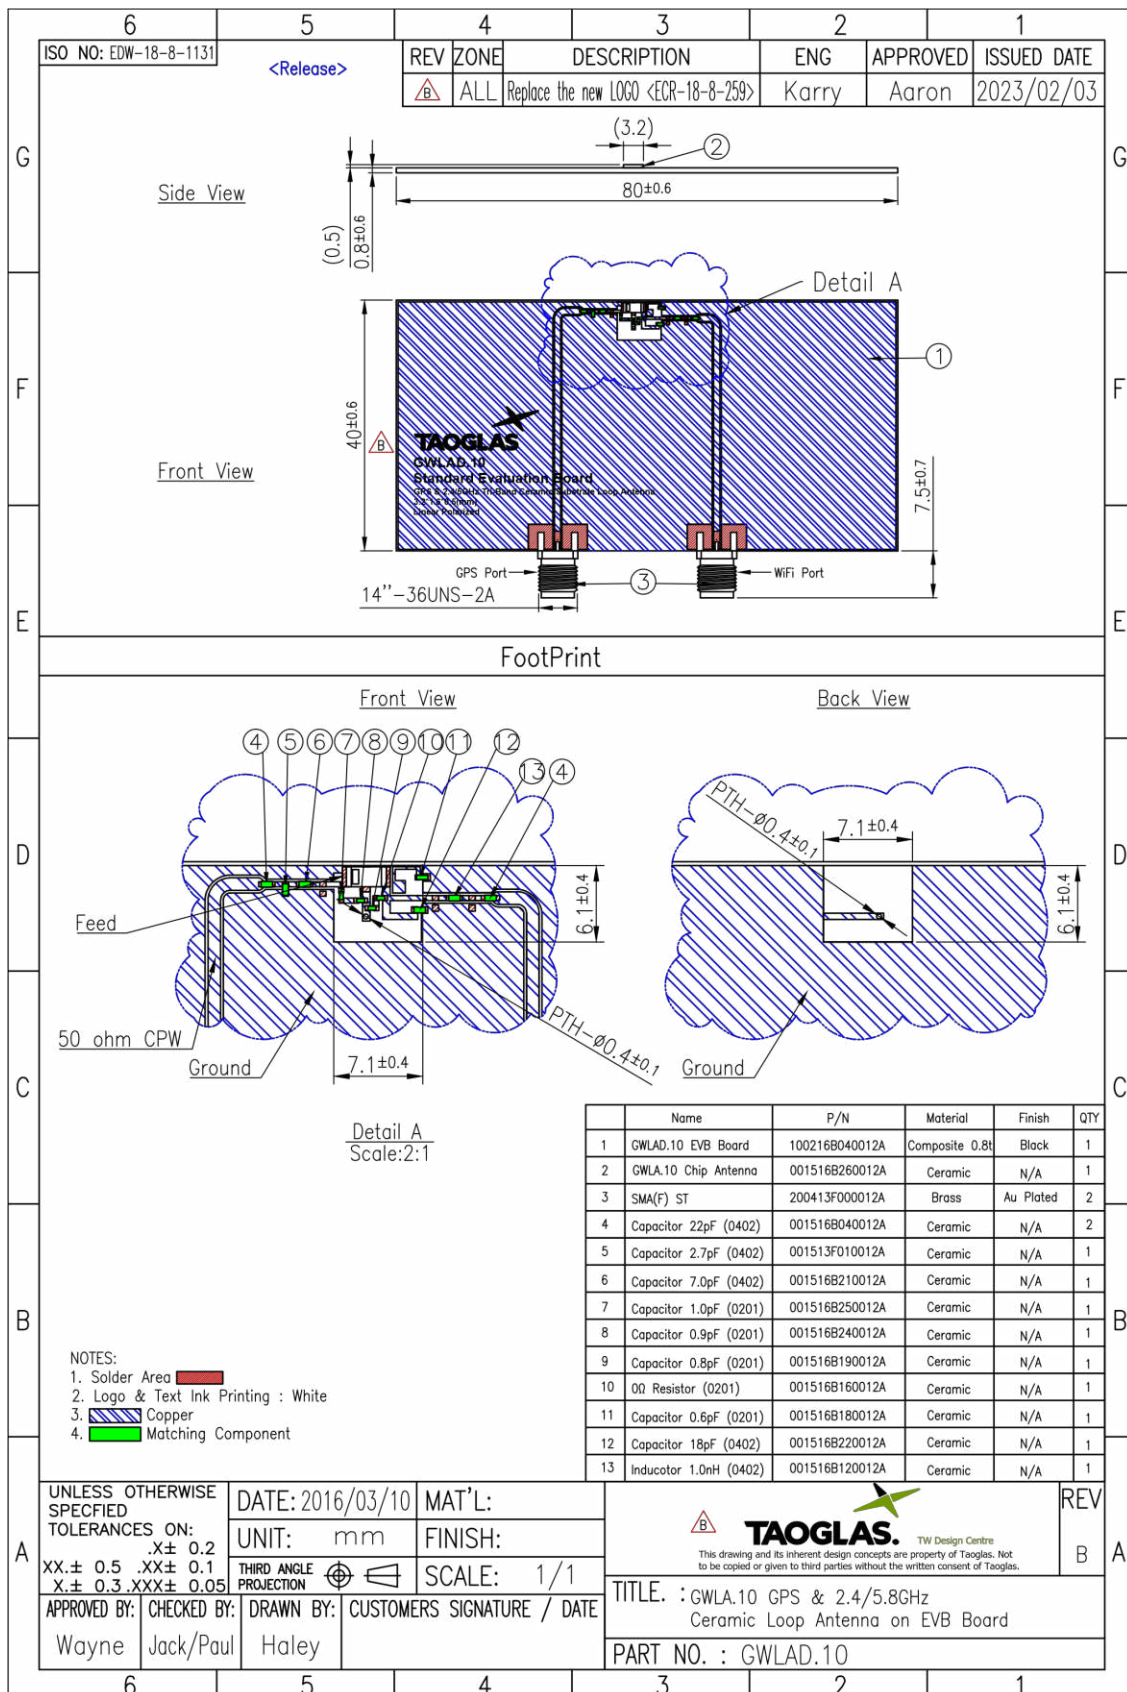 6 5 4 3 2 1
ISO NO: EDW-18-8-1131
<Release>
REV ZONE DESCRIPTION ENG APPROVED ISSUED DATE
B ALL Replace the new LOGO <ECR-18-8-259> Karry Aaron 2023/02/03
G G
(3.2)
2
Side View
80±0.6
(0.5)
0.8±0.6
Detail A
1
F F
40±0.6
B
TAOGLAS
GWLAD.10
Standard Evaluation Board
GPS & 2.4/5GHz Tri-Band Ceramic Substrate Loop Antenna
Linear Polarized
Front View
7.5±0.7
GPS Port
3
WiFi Port
14''-36UNS-2A
E E
FootPrint
Front View
Back View
4 5 6 7 8 9 10 11 12
13 4
PTH-ø0.4±0.1
7.1±0.4
D D
6.1±0.4
6.1±0.4
Feed
50 ohm CPW
Ground
7.1±0.4
PTH-ø0.4±0.1
Ground
C C
Detail A
Scale:2:1
Name P/N Material Finish QTY
1 GWLAD.10 EVB Board 100216B040012A Composite 0.8t Black 1
2 GWLA.10 Chip Antenna 001516B260012A Ceramic N/A 1
3 SMA(F) ST 200413F000012A Brass Au Plated 2
4 Capacitor 22pF (0402) 001516B040012A Ceramic N/A 2
5 Capacitor 2.7pF (0402) 001513F010012A Ceramic N/A 1
6 Capacitor 7.0pF (0402) 001516B210012A Ceramic N/A 1
7 Capacitor 1.0pF (0201) 001516B250012A Ceramic N/A 1
8 Capacitor 0.9pF (0201) 001516B240012A Ceramic N/A 1
9 Capacitor 0.8pF (0201) 001516B190012A Ceramic N/A 1
10 0Ω Resistor (0201) 001516B160012A Ceramic N/A 1
11 Capacitor 0.6pF (0201) 001516B180012A Ceramic N/A 1
12 Capacitor 18pF (0402) 001516B220012A Ceramic N/A 1
13 Inducotor 1.0nH (0402) 001516B120012A Ceramic N/A 1
B B
NOTES:
1. Solder Area
2. Logo & Text Ink Printing : White
3. Copper
4. Matching Component
UNLESS OTHERWISE
SPECFIED
TOLERANCES ON:
.X± 0.2
XX.± 0.5 .XX± 0.1
X.± 0.3 .XXX± 0.05
DATE: 2016/03/10 MAT'L:
UNIT: mm FINISH:
THIRD ANGLE
PROJECTION
SCALE: 1/1
APPROVED BY: CHECKED BY: DRAWN BY: CUSTOMERS SIGNATURE / DATE
Wayne Jack/Paul Haley
B
TAOGLAS. TW Design Centre
This drawing and its inherent design concepts are property of Taoglas. Not
to be copied or given to third parties without the written consent of Taoglas.
REV
B
A A
TITLE. : GWLA.10 GPS & 2.4/5.8GHz
Ceramic Loop Antenna on EVB Board
PART NO. : GWLAD.10
6 5 4 3 2 1